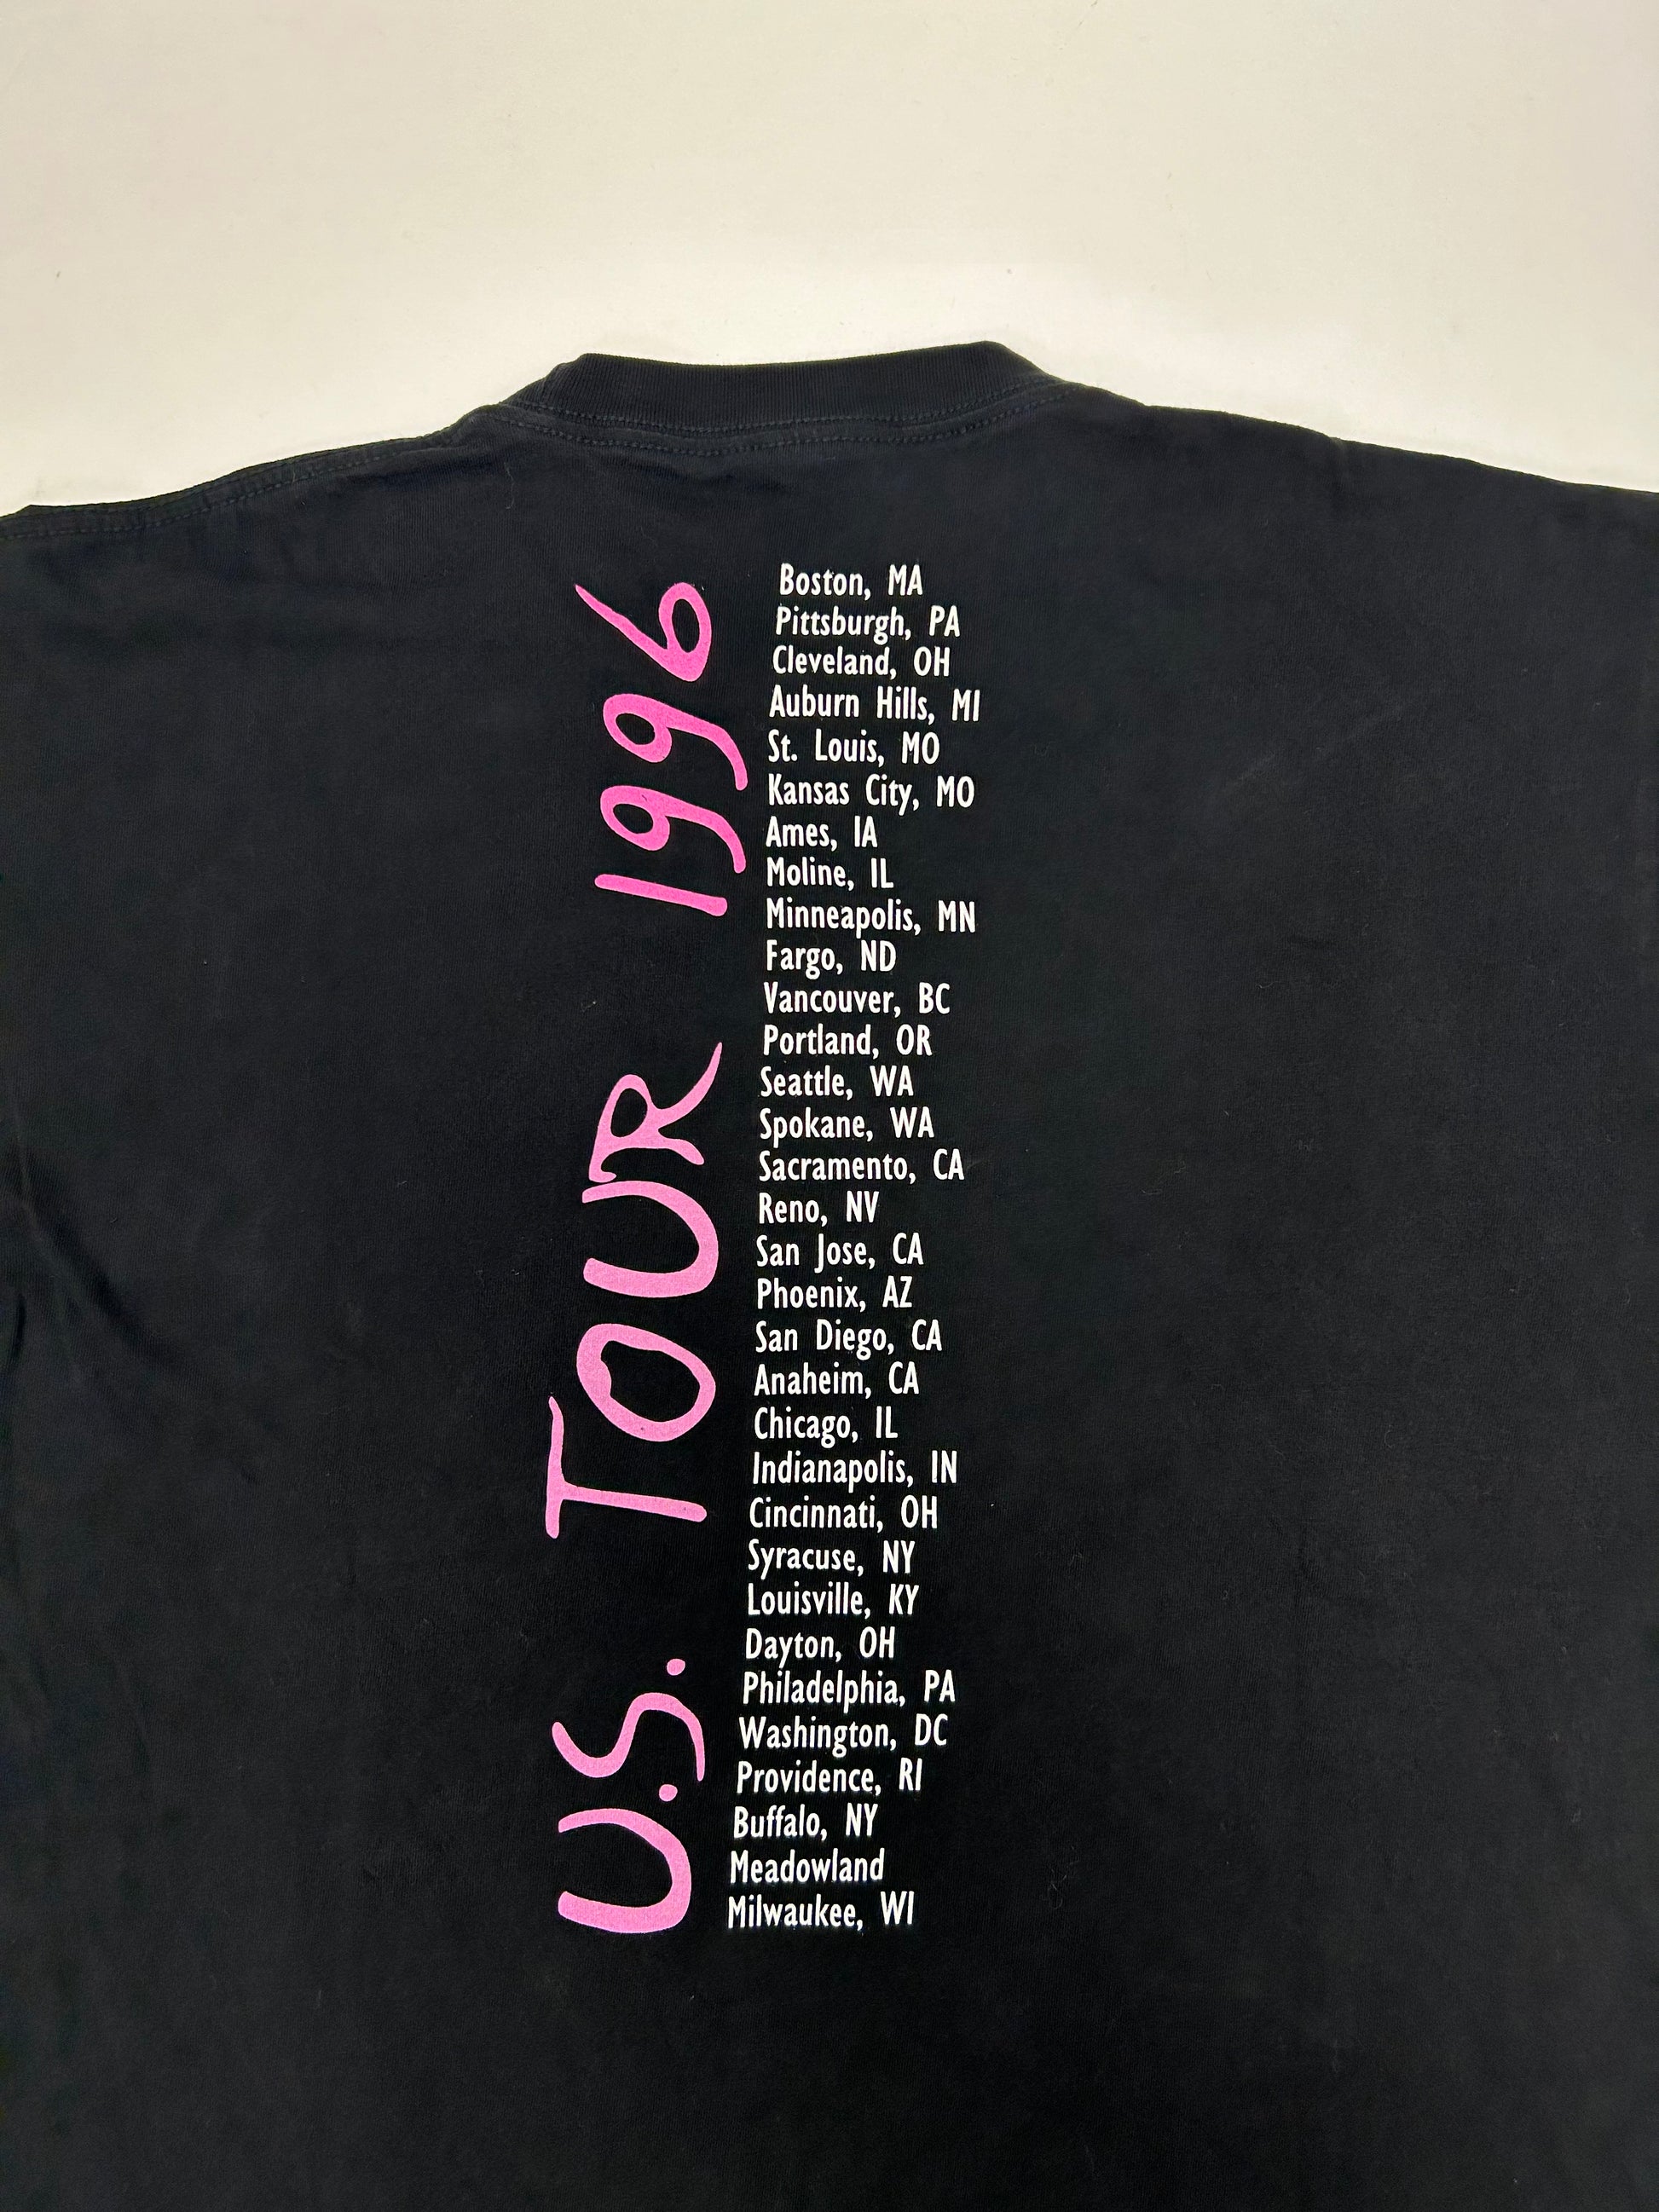 U.S. TOUR 1996
Boston, MA
Pittsburgh, PA
Cleveland, OH
Auburn Hills, MI
St. Louis, MO
Kansas City, MO
Ames, IA
Moline, IL
Minneapolis, MN
Fargo, ND
Vancouver, BC
Portland, OR
Seattle, WA
Spokane, WA
Sacramento, CA
Reno, NV
San Jose, CA
Phoenix, AZ
San Diego, CA
Anaheim, CA
Chicago, IL
Indianapolis, IN
Cincinnati, OH
Syracuse, NY
Louisville, KY
Dayton, OH
Philadelphia, PA
Washington, DC
Providence, RI
Buffalo, NY
Meadowland
Milwaukee, WI